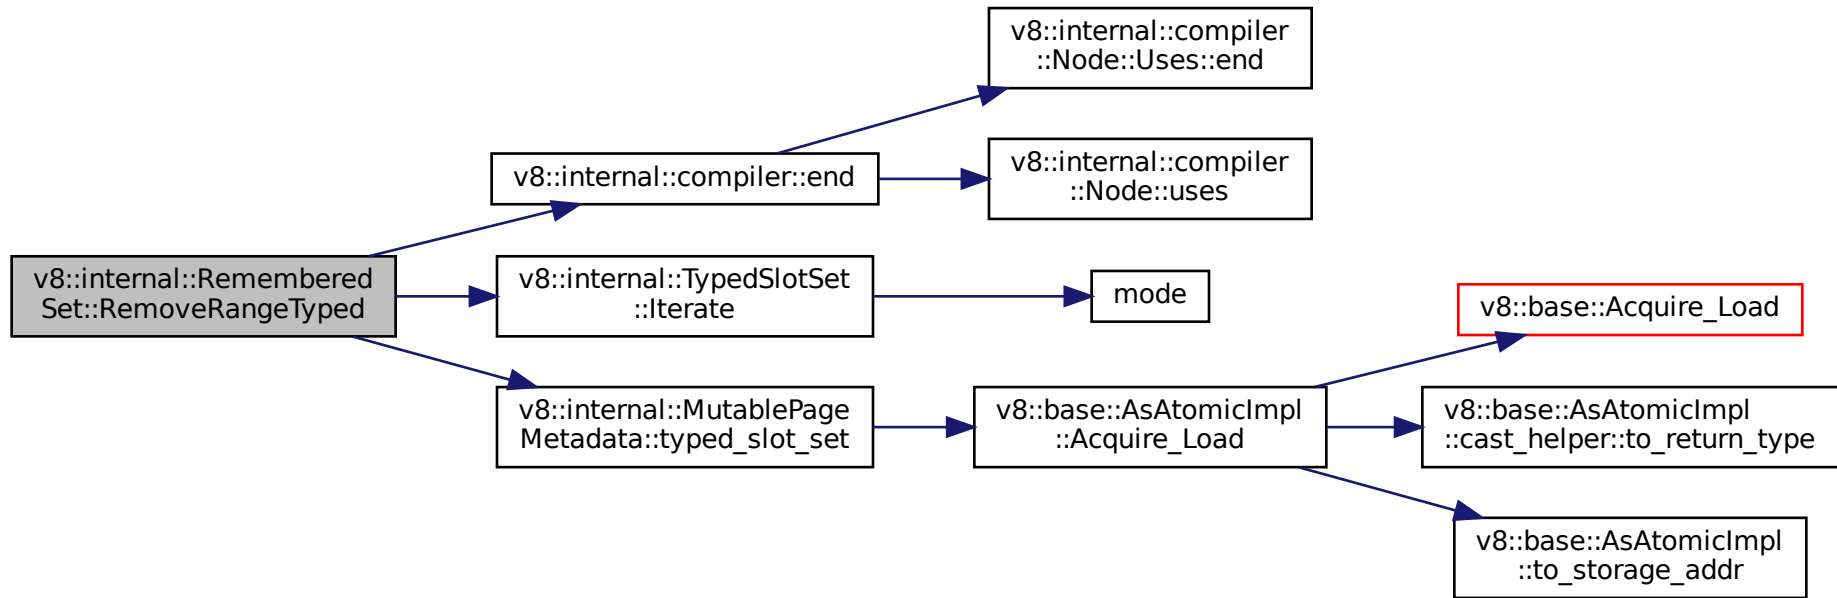 v8::internal::compiler
::Node::Uses::end
v8::internal::compiler
::Node::uses
v8::internal::compiler::end
v8::internal::Remembered
Set::RemoveRangeTyped
v8::internal::TypedSlotSet
::Iterate
mode
v8::base::Acquire_Load
v8::internal::MutablePage
Metadata::typed_slot_set
v8::base::AsAtomicImpl
::Acquire_Load
v8::base::AsAtomicImpl
::cast_helper::to_return_type
v8::base::AsAtomicImpl
::to_storage_addr